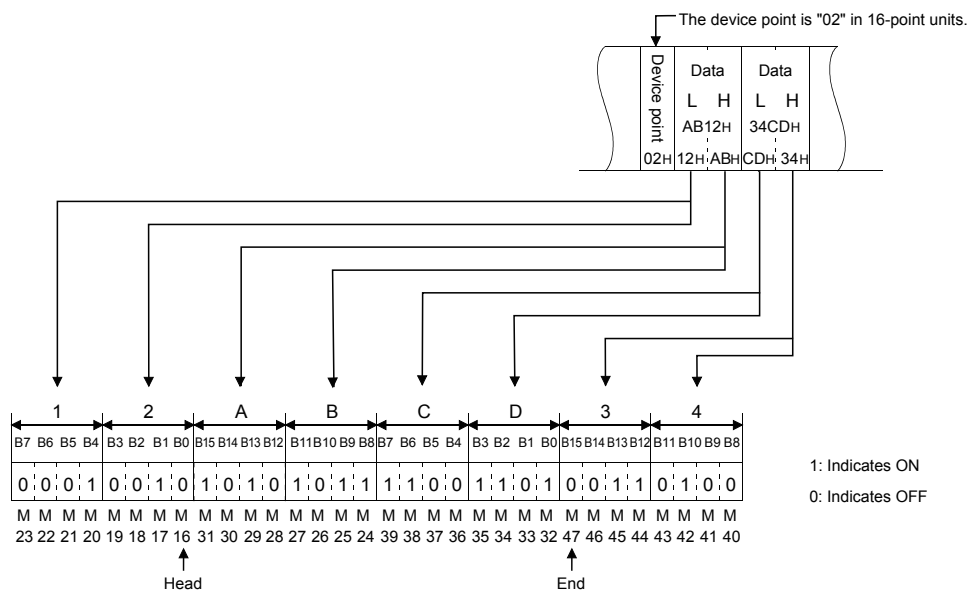 The device point is "02" in 16-point units.
Device point
Data Data
L H L H
AB12H 34CDH
02H 12H ABH CDH 34H
1 2 A B C D 3 4
B7 B6 B5 B4 B3 B2 B1 B0 B15 B14 B13 B12 B11 B10 B9 B8 B7 B6 B5 B4 B3 B2 B1 B0 B15 B14 B13 B12 B11 B10 B9 B8
0 0 0 1 0 0 1 0 1 0 1 0 1 0 1 1 1 1 0 0 1 1 0 1 0 0 1 1 0 1 0 0
1: Indicates ON
0: Indicates OFF
M M M M M M M M M M M M M M M M M M M M M M M M M M M M M M M M
23 22 21 20 19 18 17 16 31 30 29 28 27 26 25 24 39 38 37 36 35 34 33 32 47 46 45 44 43 42 41 40
Head End